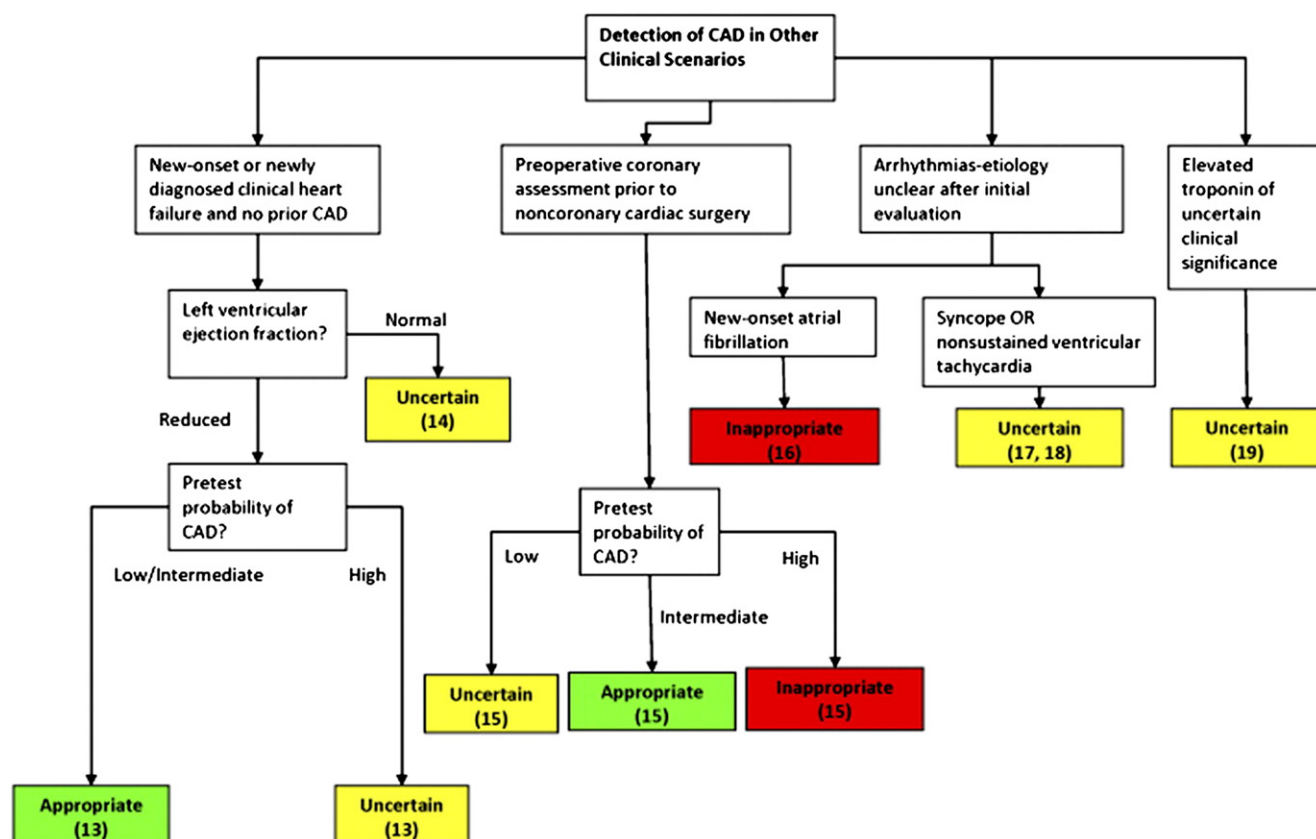 Detection of CAD in Other
Clinical Scenarios
New-onset or newly
diagnosed clinical heart
failure and no prior CAD
Preoperative coronary
assessment prior to
noncoronary cardiac surgery
Arrhythmias-etiology
unclear after initial
evaluation
Elevated
troponin of
uncertain
clinical
significance
Left ventricular
ejection fraction?
Normal
New-onset atrial
fibrillation
Syncope OR
nonsustained ventricular
tachycardia
Uncertain
(14)
Reduced
Inappropriate
(16)
Uncertain
(17, 18)
Uncertain
(19)
Pretest
probability of
CAD?
Low/Intermediate
High
Pretest
probability of
CAD?
Low
High
Intermediate
Uncertain
(15)
Appropriate
(15)
Inappropriate
(15)
Appropriate
(13)
Uncertain
(13)